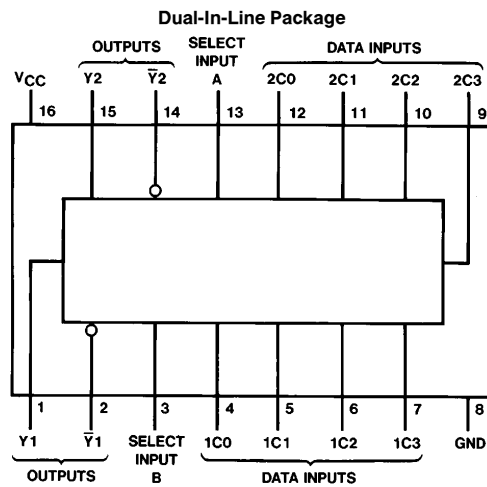 Dual-In-Line Package
OUTPUTS
SELECT
INPUT
A
DATA INPUTS
VCC
Y2
Y̅2
2C0
2C1
2C2
2C3
16
15
14
13
12
11
10
9
1
2
3
4
5
6
7
8
Y1
Y̅1
SELECT
INPUT
B
1C0
1C1
1C2
1C3
GND
OUTPUTS
DATA INPUTS